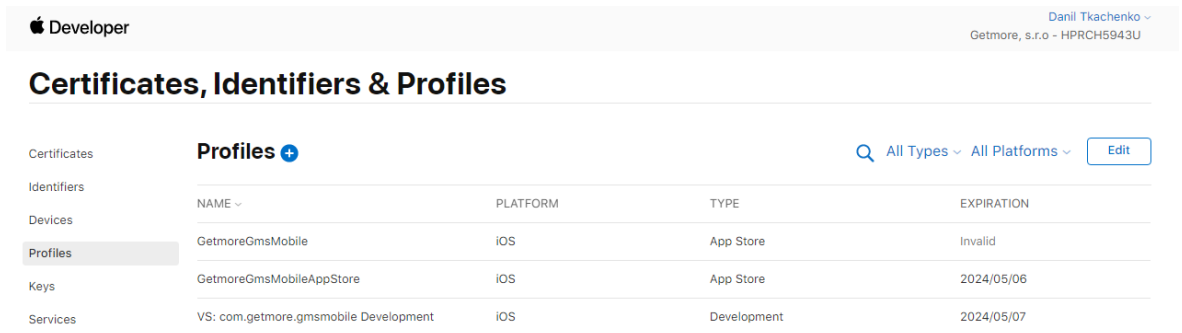 Developer
Danil Tkachenko
Getmore, s.r.o - HPRCH5943U
Certificates, Identifiers & Profiles
Certificates
Identifiers
Devices
Profiles
Keys
Services
Profiles
All Types All Platforms Edit
NAME PLATFORM TYPE EXPIRATION
GetmoreGmsMobile iOS App Store Invalid
GetmoreGmsMobileAppStore iOS App Store 2024/05/06
VS: com.getmore.gmsmobile Development iOS Development 2024/05/07